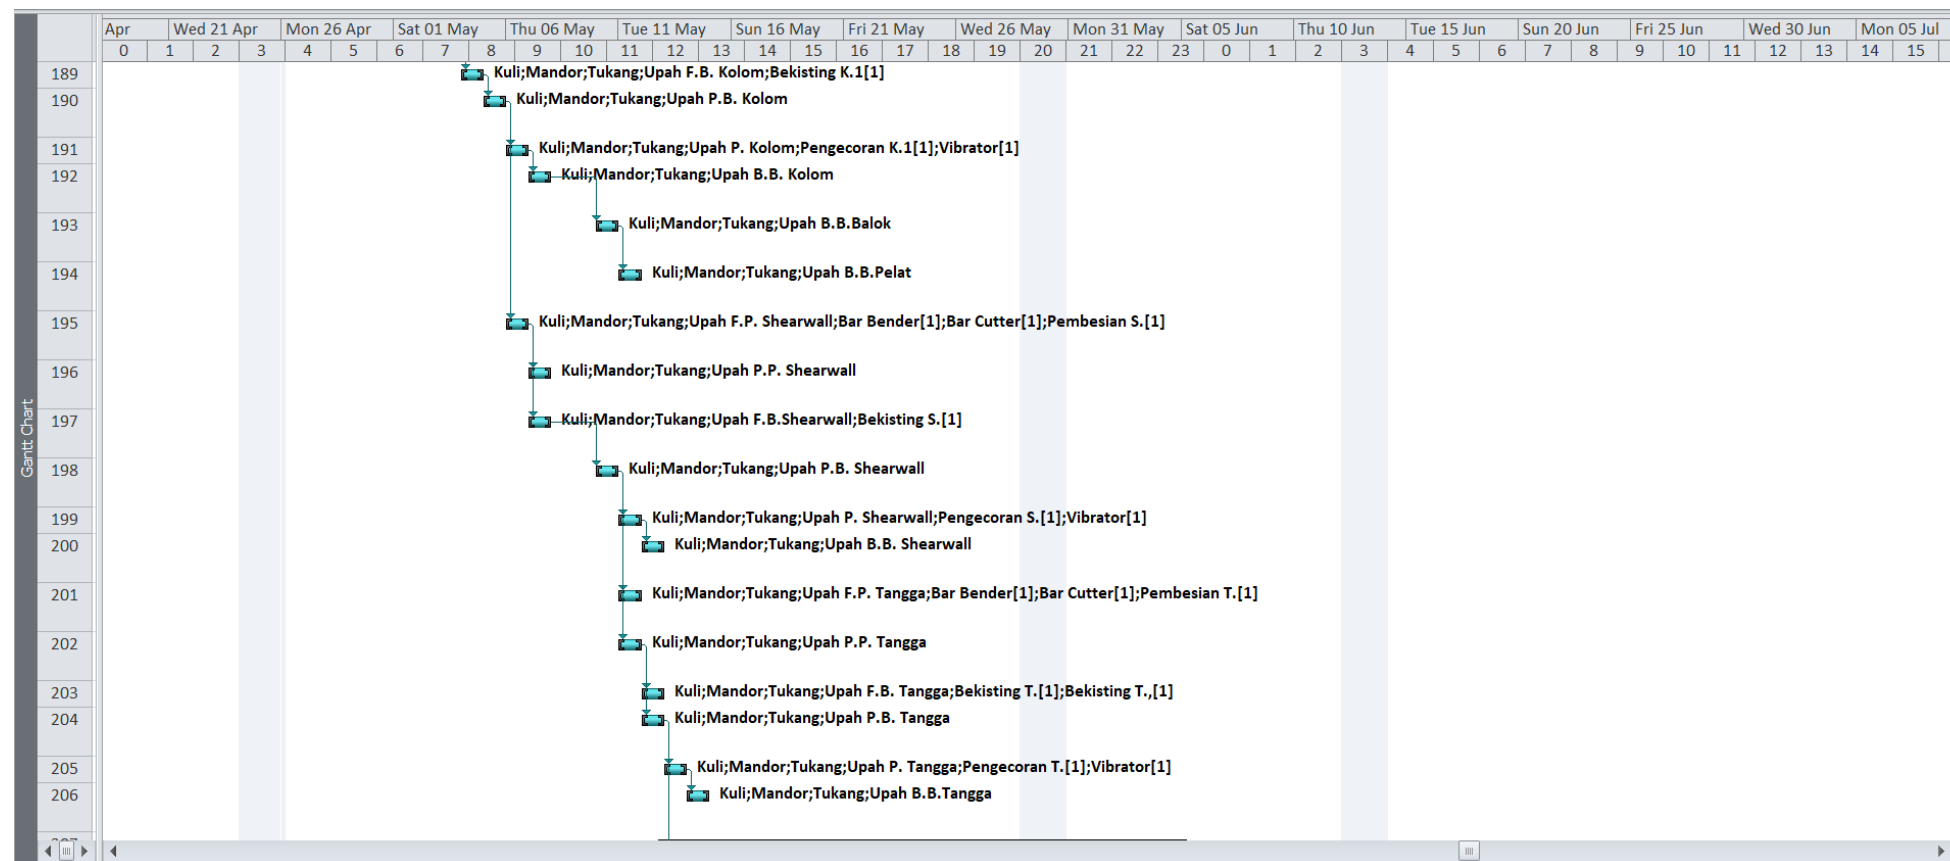 Apr Wed 21 Apr Mon 26 Apr Sat 01 May Thu 06 May Tue 11 May Sun 16 May Fri 21 May Wed 26 May Mon 31 May Sat 05 Jun Thu 10 Jun Tue 15 Jun Sun 20 Jun Fri 25 Jun Wed 30 Jun Mon 05 Jul
0 1 2 3 4 5 6 7 8 9 10 11 12 13 14 15 16 17 18 19 20 21 22 23 0 1 2 3 4 5 6 7 8 9 10 11 12 13 14 15
189 Kuli;Mandor;Tukang;Upah F.B. Kolom;Bekisting K.1[1]
190 Kuli;Mandor;Tukang;Upah P.B. Kolom
191 Kuli;Mandor;Tukang;Upah P. Kolom;Pengecoran K.1[1];Vibrator[1]
192 Kuli;Mandor;Tukang;Upah B.B. Kolom
193 Kuli;Mandor;Tukang;Upah B.B.Balok
194 Kuli;Mandor;Tukang;Upah B.B.Pelat
195 Kuli;Mandor;Tukang;Upah F.P. Shearwall;Bar Bender[1];Bar Cutter[1];Pembesian S.[1]
196 Kuli;Mandor;Tukang;Upah P.P. Shearwall
197 Kuli;Mandor;Tukang;Upah F.B.Shearwall;Bekisting S.[1]
198 Kuli;Mandor;Tukang;Upah P.B. Shearwall
199 Kuli;Mandor;Tukang;Upah P. Shearwall;Pengecoran S.[1];Vibrator[1]
200 Kuli;Mandor;Tukang;Upah B.B. Shearwall
201 Kuli;Mandor;Tukang;Upah F.P. Tangga;Bar Bender[1];Bar Cutter[1];Pembesian T.[1]
202 Kuli;Mandor;Tukang;Upah P.P. Tangga
203 Kuli;Mandor;Tukang;Upah F.B. Tangga;Bekisting T.[1];Bekisting T.,[1]
204 Kuli;Mandor;Tukang;Upah P.B. Tangga
205 Kuli;Mandor;Tukang;Upah P. Tangga;Pengecoran T.[1];Vibrator[1]
206 Kuli;Mandor;Tukang;Upah B.B.Tangga
Gantt Chart